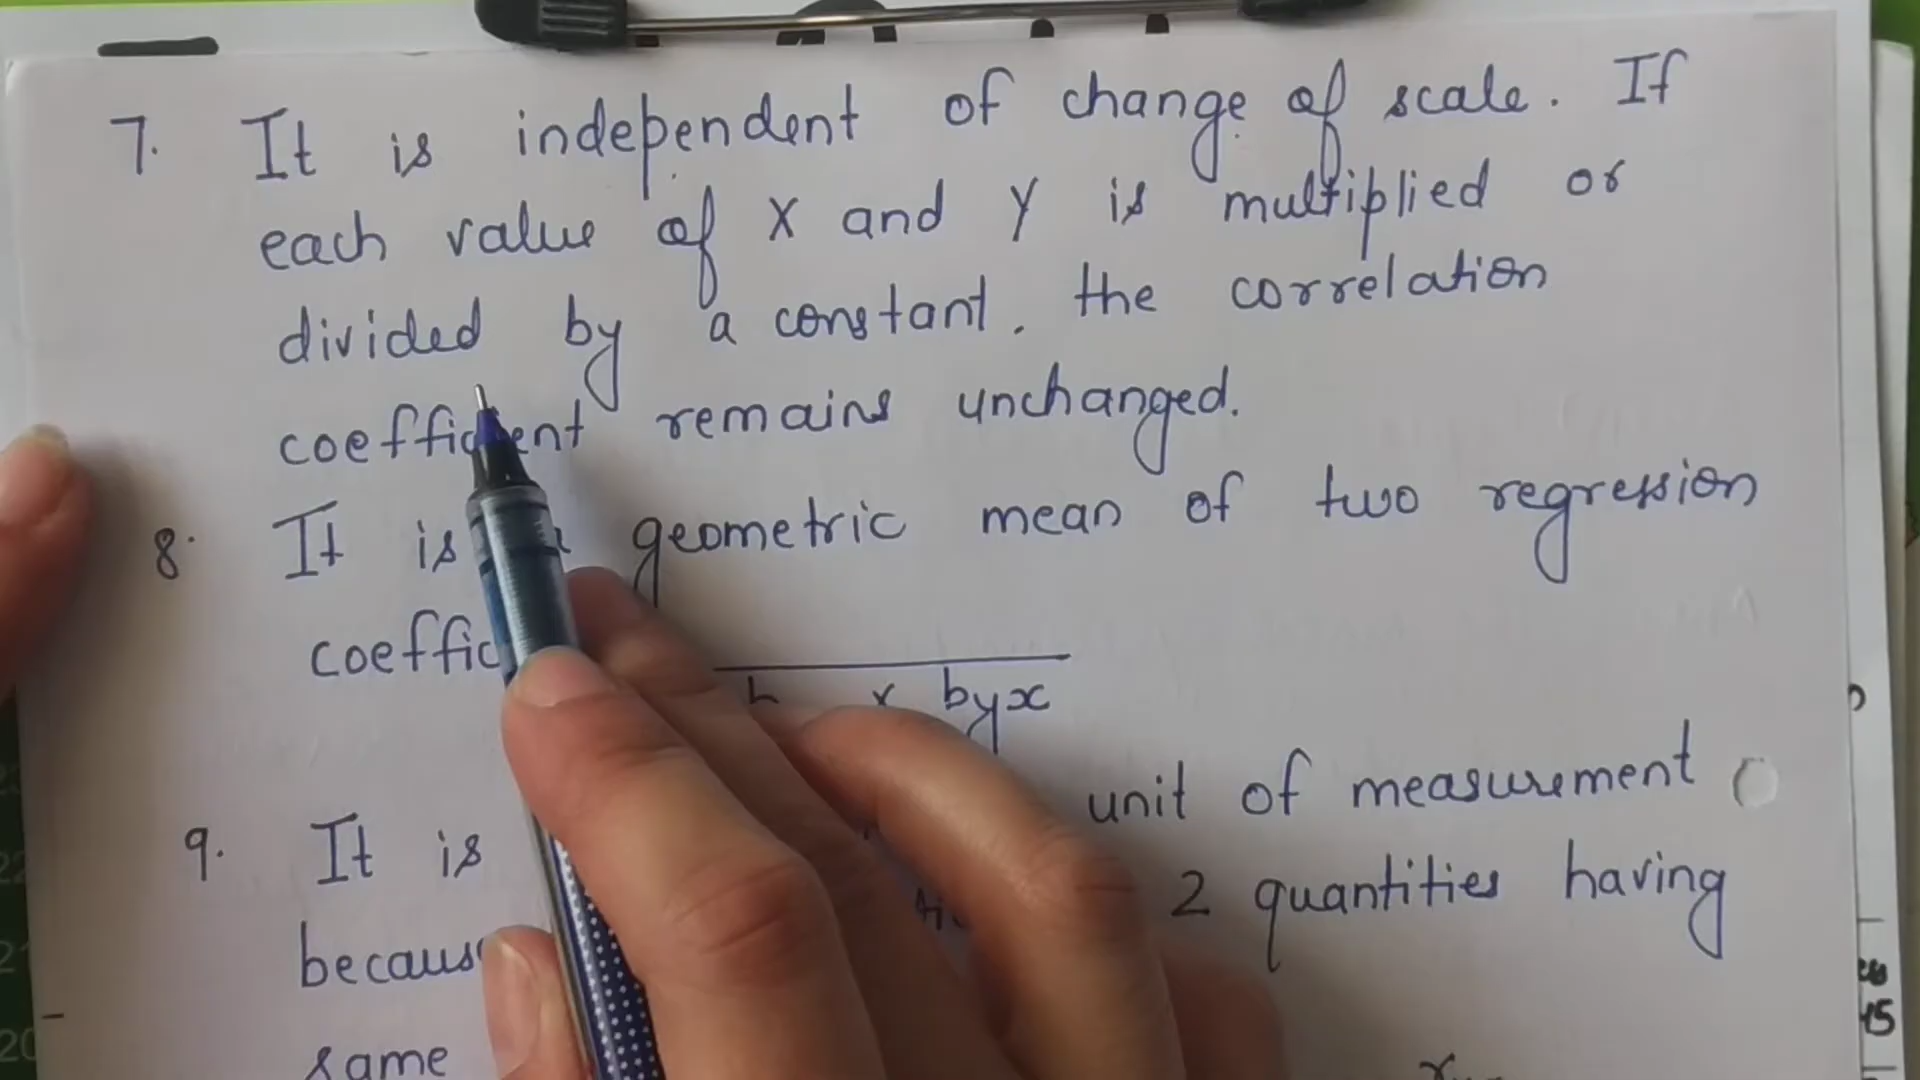 7. It is independent of change of scale. If
each value of X and Y is multiplied or
divided by a constant. the correlation
coefficient remains unchanged.
8. It is geometric mean of two regression
x byx
9. It is unit of measurement
2 quantities having
same